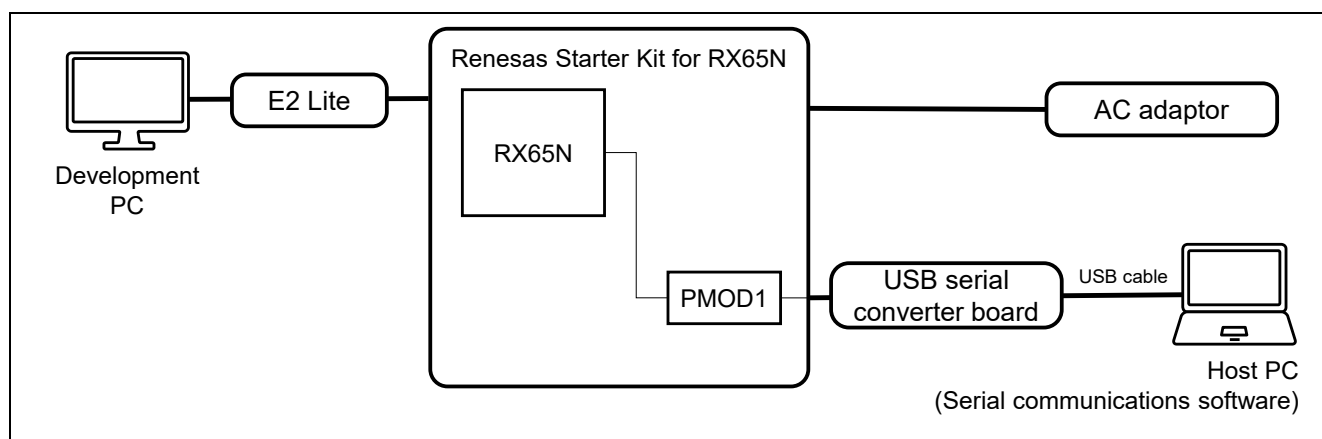 Renesas Starter Kit for RX65N
E2 Lite
AC adaptor
RX65N
Development
PC
PMOD1
USB serial
converter board
USB cable
Host PC
(Serial communications software)